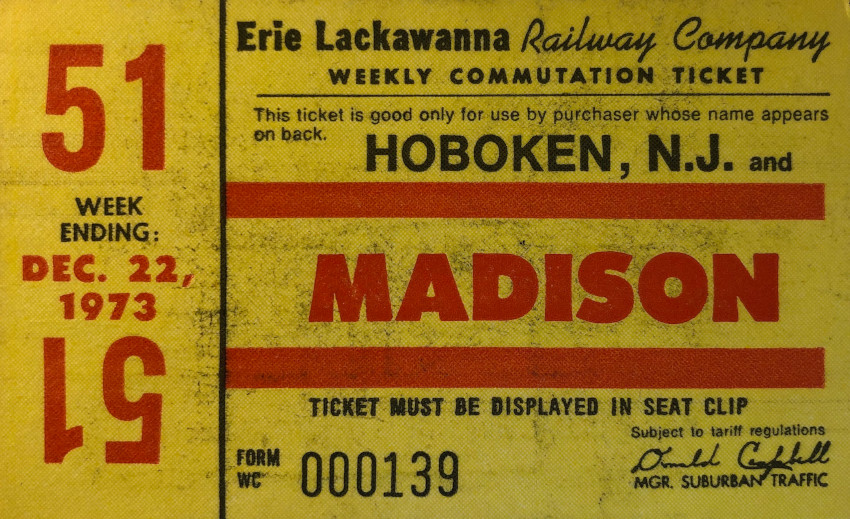 51
WEEK
ENDING:
DEC. 22,
1973
51
Erie Lackawanna Railway Company
WEEKLY COMMUTATION TICKET
This ticket is good only for use by purchaser whose name appears
on back.
HOBOKEN, N.J. and
MADISON
TICKET MUST BE DISPLAYED IN SEAT CLIP
Subject to tariff regulations
FORM
WC 000139
Donald Campbell
MGR. SUBURBAN TRAFFIC